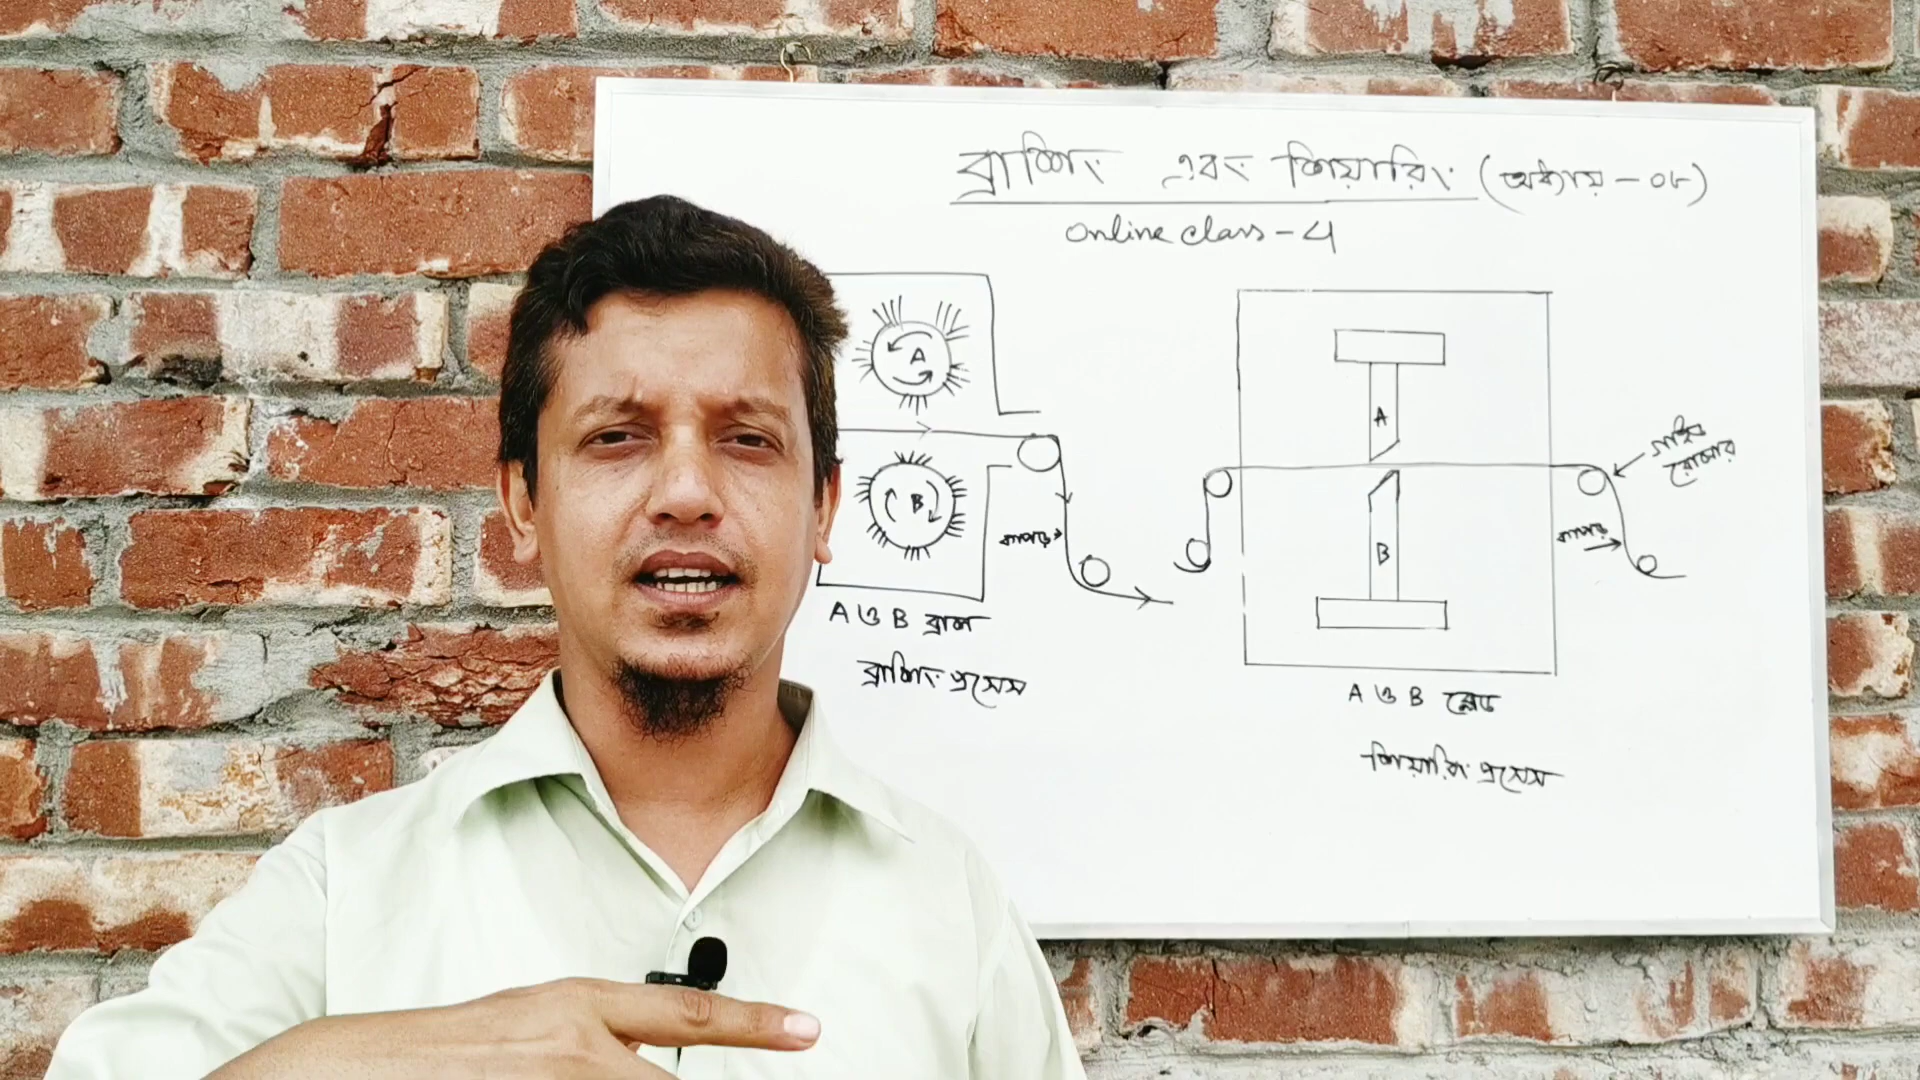 ব্রাশিং এবং শিয়ারিং (অধ্যায় - ০৮)
online class - 4
A
B
কাপড়
A ও B ব্রাশ
ব্রাশিং প্রসেস
A
B
গাইড
রোলার
কাপড়
A ও B ব্লেড
শিয়ারিং প্রসেস